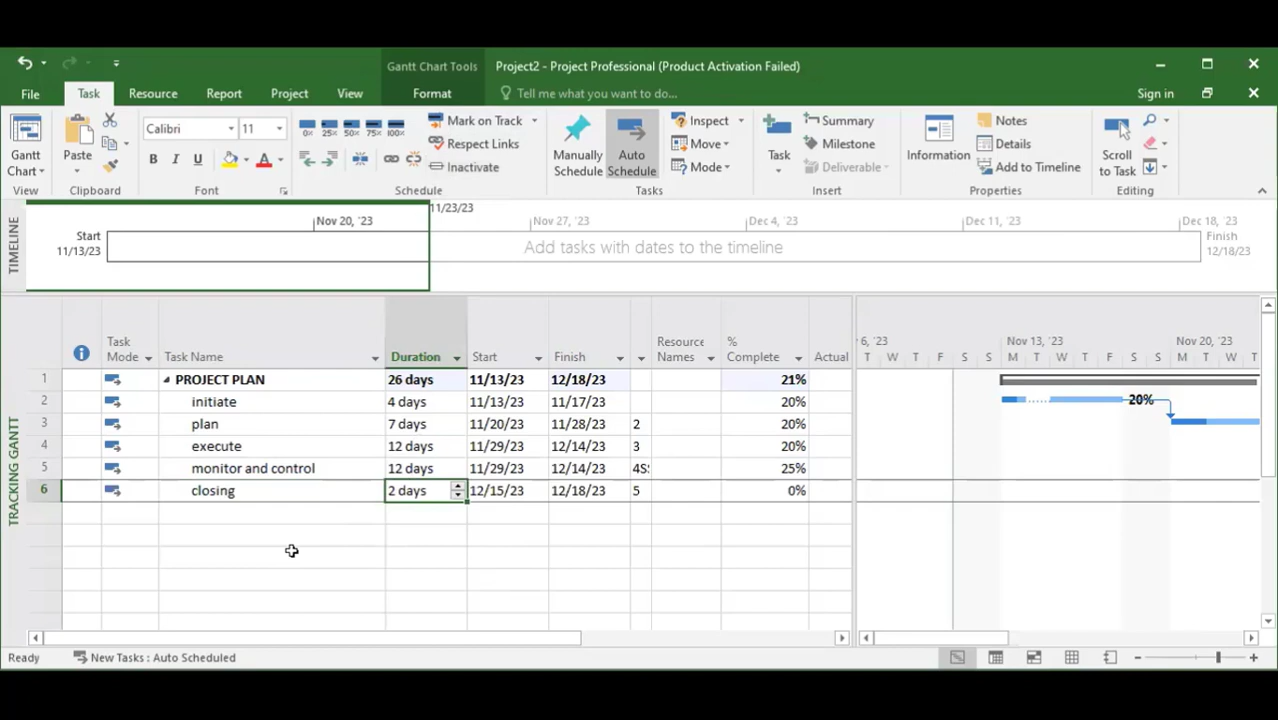 Gantt Chart Tools
Project2 - Project Professional (Product Activation Failed)
File
Task
Resource
Report
Project
View
Format
Tell me what you want to do...
Sign in
Gantt
Chart
View
Paste
Clipboard
Calibri
11
B
I
U
A
Font
0%
25%
50%
75%
100%
Mark on Track
Respect Links
Inactivate
Schedule
Manually
Schedule
Auto
Schedule
Inspect
Move
Mode
Tasks
Task
Summary
Milestone
Deliverable
Insert
Information
Notes
Details
Add to Timeline
Properties
Scroll
to Task
Editing
TIMELINE
11/23/23
Nov 20, '23
Nov 27, '23
Dec 4, '23
Dec 11, '23
Dec 18, '23
Start
11/13/23
Add tasks with dates to the timeline
Finish
12/18/23
TRACKING GANTT
Task Mode
Task Name
Duration
Start
Finish
Resource Names
% Complete
Actual
6, '23
Nov 13, '23
Nov 20, '23
T W T F S S M T W T F S S M T W T
1 PROJECT PLAN 26 days 11/13/23 12/18/23 21%
2 initiate 4 days 11/13/23 11/17/23 20%
3 plan 7 days 11/20/23 11/28/23 2 20%
4 execute 12 days 11/29/23 12/14/23 3 20%
5 monitor and control 12 days 11/29/23 12/14/23 4S 25%
6 closing 2 days 12/15/23 12/18/23 5 0%
20%
Ready
New Tasks : Auto Scheduled